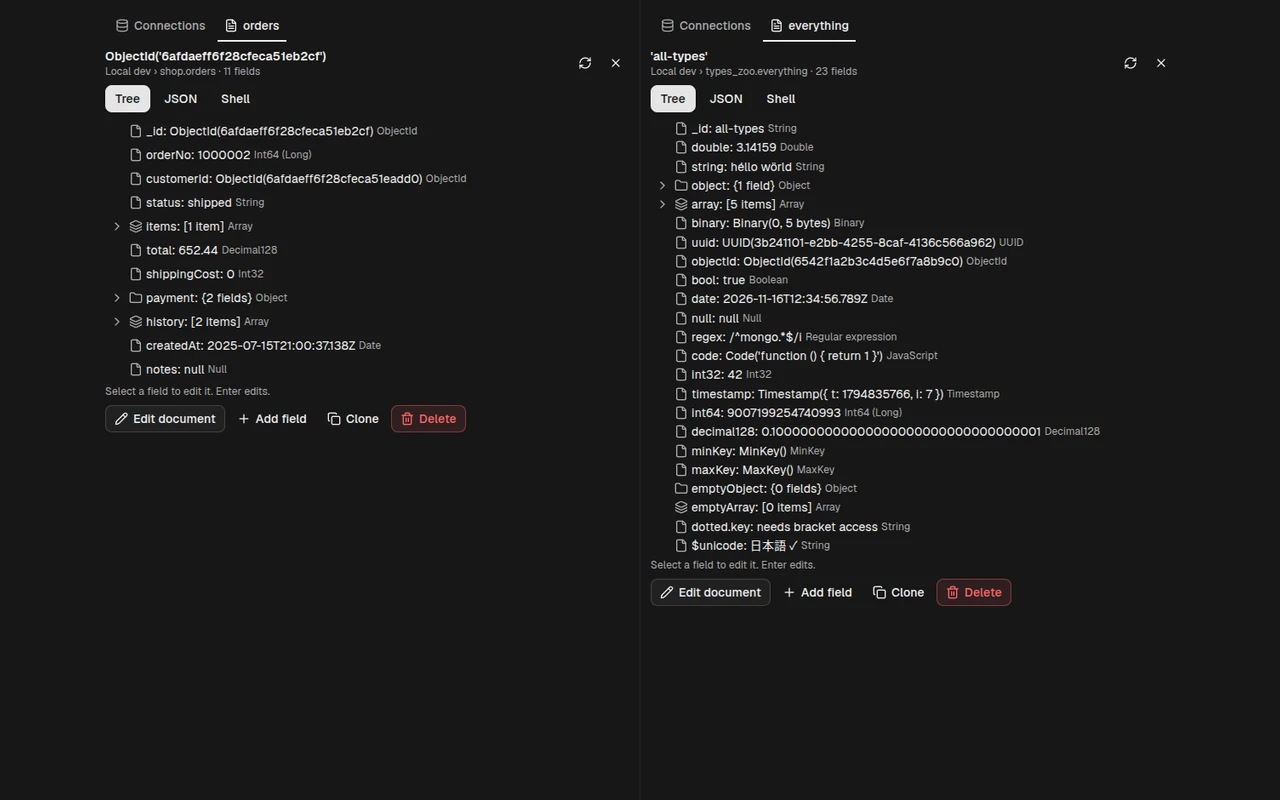 Connections
orders
ObjectId('6afdaeff6f28cfeca51eb2cf')
Local dev › shop.orders · 11 fields
Tree
JSON
Shell
_id: ObjectId(6afdaeff6f28cfeca51eb2cf) ObjectId
orderNo: 1000002 Int64 (Long)
customerId: ObjectId(6afdaeff6f28cfeca51eadd0) ObjectId
status: shipped String
items: [1 item] Array
total: 652.44 Decimal128
shippingCost: 0 Int32
payment: {2 fields} Object
history: [2 items] Array
createdAt: 2025-07-15T21:00:37.138Z Date
notes: null Null
Select a field to edit it. Enter edits.
Edit document
Add field
Clone
Delete
Connections
everything
'all-types'
Local dev › types_zoo.everything · 23 fields
Tree
JSON
Shell
_id: all-types String
double: 3.14159 Double
string: héllo wörld String
object: {1 field} Object
array: [5 items] Array
binary: Binary(0, 5 bytes) Binary
uuid: UUID(3b241101-e2bb-4255-8caf-4136c566a962) UUID
objectId: ObjectId(6542f1a2b3c4d5e6f7a8b9c0) ObjectId
bool: true Boolean
date: 2026-11-16T12:34:56.789Z Date
null: null Null
regex: /^mongo.*$/i Regular expression
code: Code('function () { return 1 }') JavaScript
int32: 42 Int32
timestamp: Timestamp({ t: 1794835766, i: 7 }) Timestamp
int64: 9007199254740993 Int64 (Long)
decimal128: 0.1000000000000000000000000000000001 Decimal128
minKey: MinKey() MinKey
maxKey: MaxKey() MaxKey
emptyObject: {0 fields} Object
emptyArray: [0 items] Array
dotted.key: needs bracket access String
$unicode: 日本語 ✓ String
Select a field to edit it. Enter edits.
Edit document
Add field
Clone
Delete